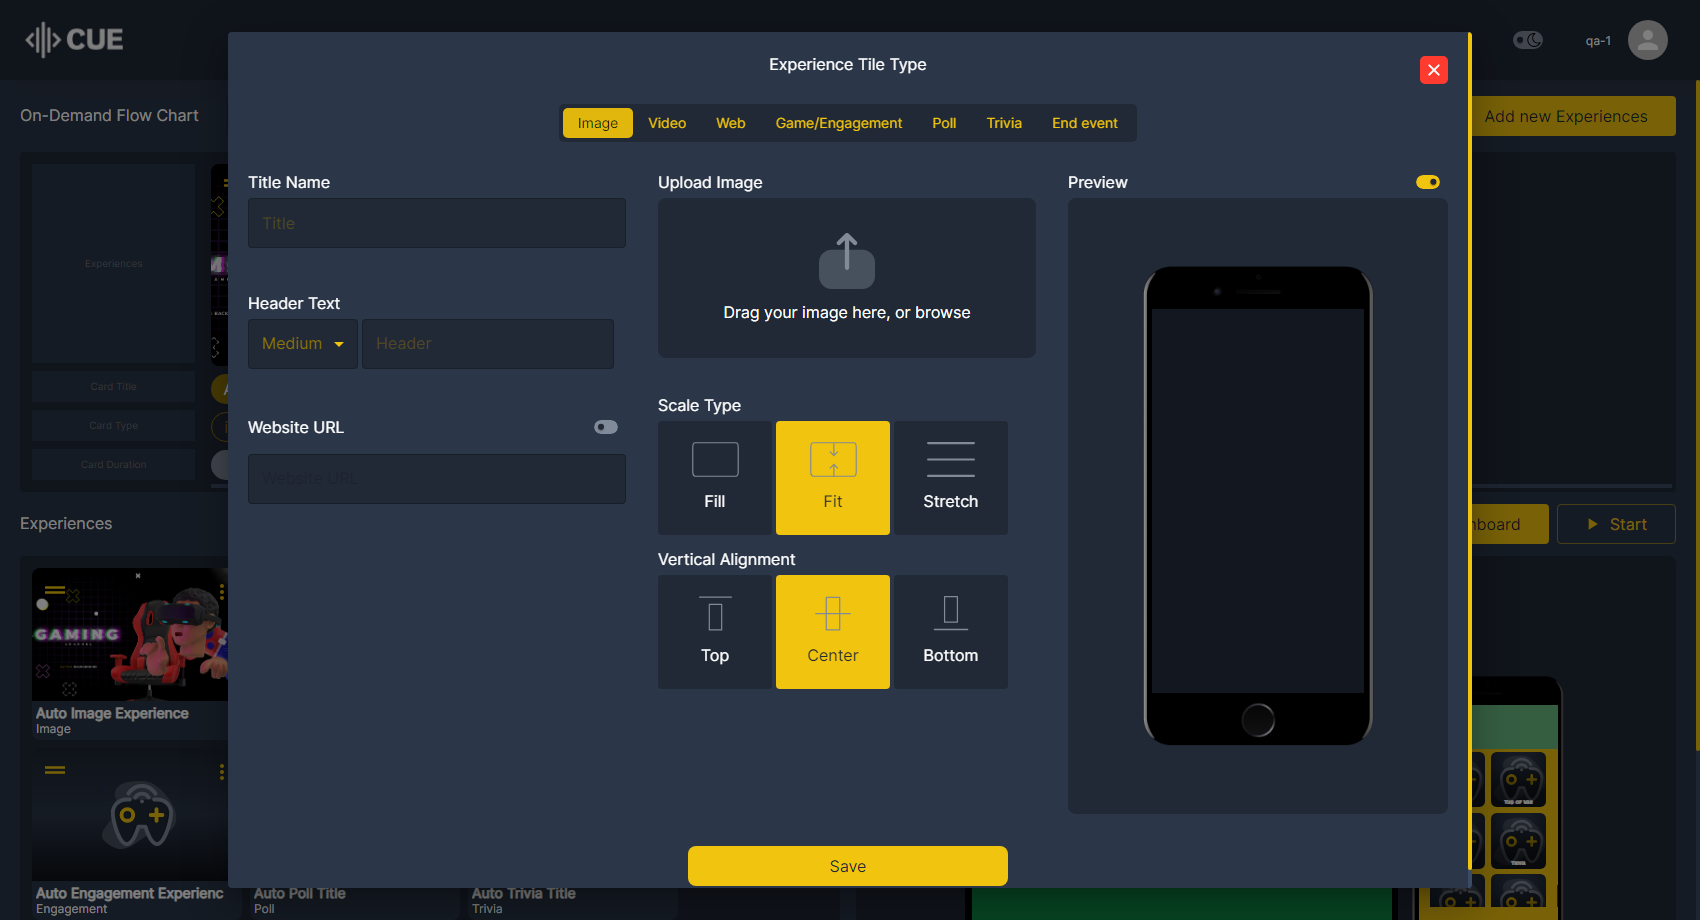 CUE
qa-1
Experience Tile Type
On-Demand Flow Chart
Add new Experiences
Image
Video
Web
Game/Engagement
Poll
Trivia
End event
Title Name
Title
Upload Image
Drag your image here, or browse
Preview
Experiences
Header Text
Medium
Header
Card Title
Card Type
Card Duration
Website URL
Website URL
Scale Type
Fill
Fit
Stretch
Vertical Alignment
Top
Center
Bottom
Experiences
Start
GAMING
Auto Image Experience
Image
Auto Engagement Experienc
Engagement
Auto Poll Title
Poll
Auto Trivia Title
Trivia
Save
TRIVIA